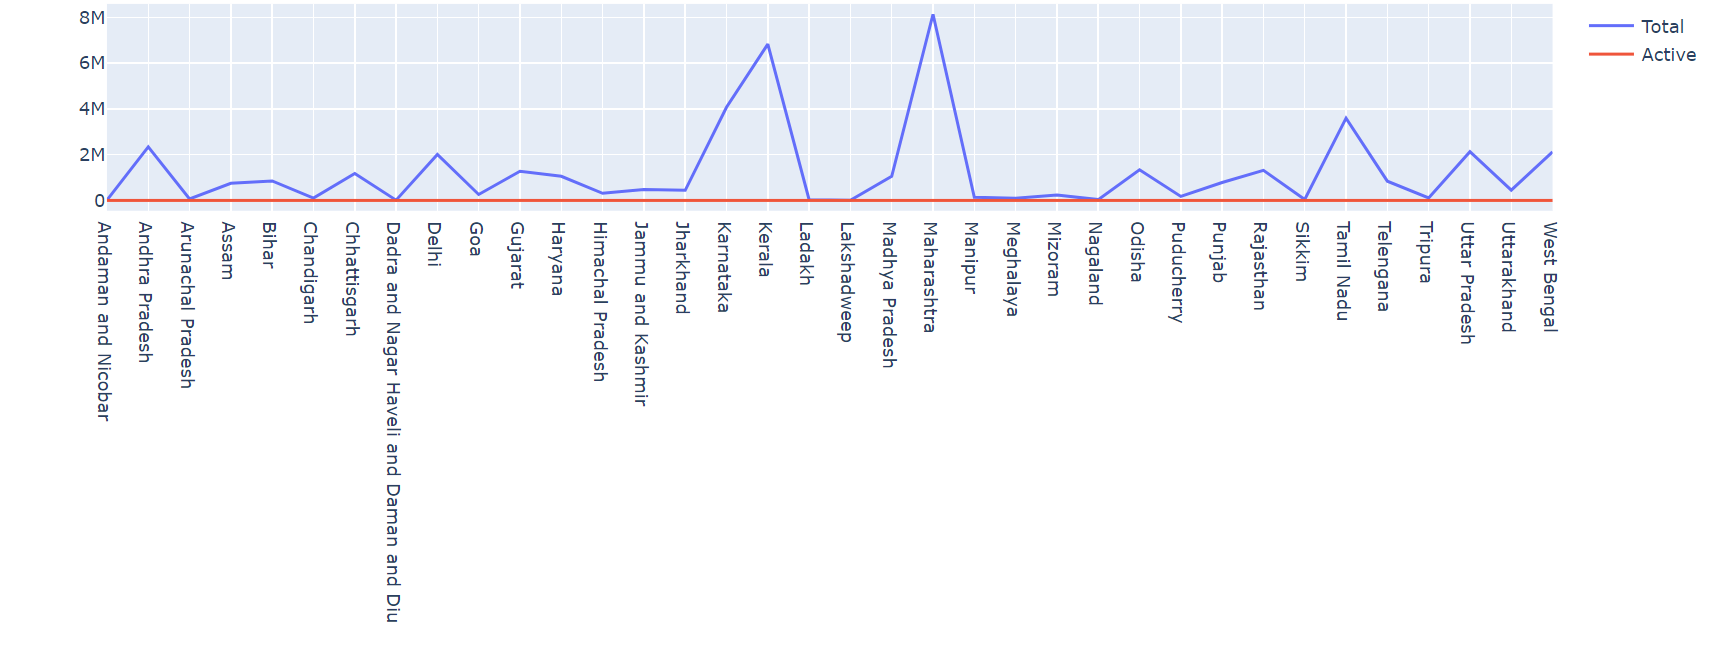 8M
6M
4M
2M
0
Total
Active
Andaman and Nicobar
Andhra Pradesh
Arunachal Pradesh
Assam
Bihar
Chandigarh
Chhattisgarh
Dadra and Nagar Haveli and Daman and Diu
Delhi
Goa
Gujarat
Haryana
Himachal Pradesh
Jammu and Kashmir
Jharkhand
Karnataka
Kerala
Ladakh
Lakshadweep
Madhya Pradesh
Maharashtra
Manipur
Meghalaya
Mizoram
Nagaland
Odisha
Puducherry
Punjab
Rajasthan
Sikkim
Tamil Nadu
Telengana
Tripura
Uttar Pradesh
Uttarakhand
West Bengal